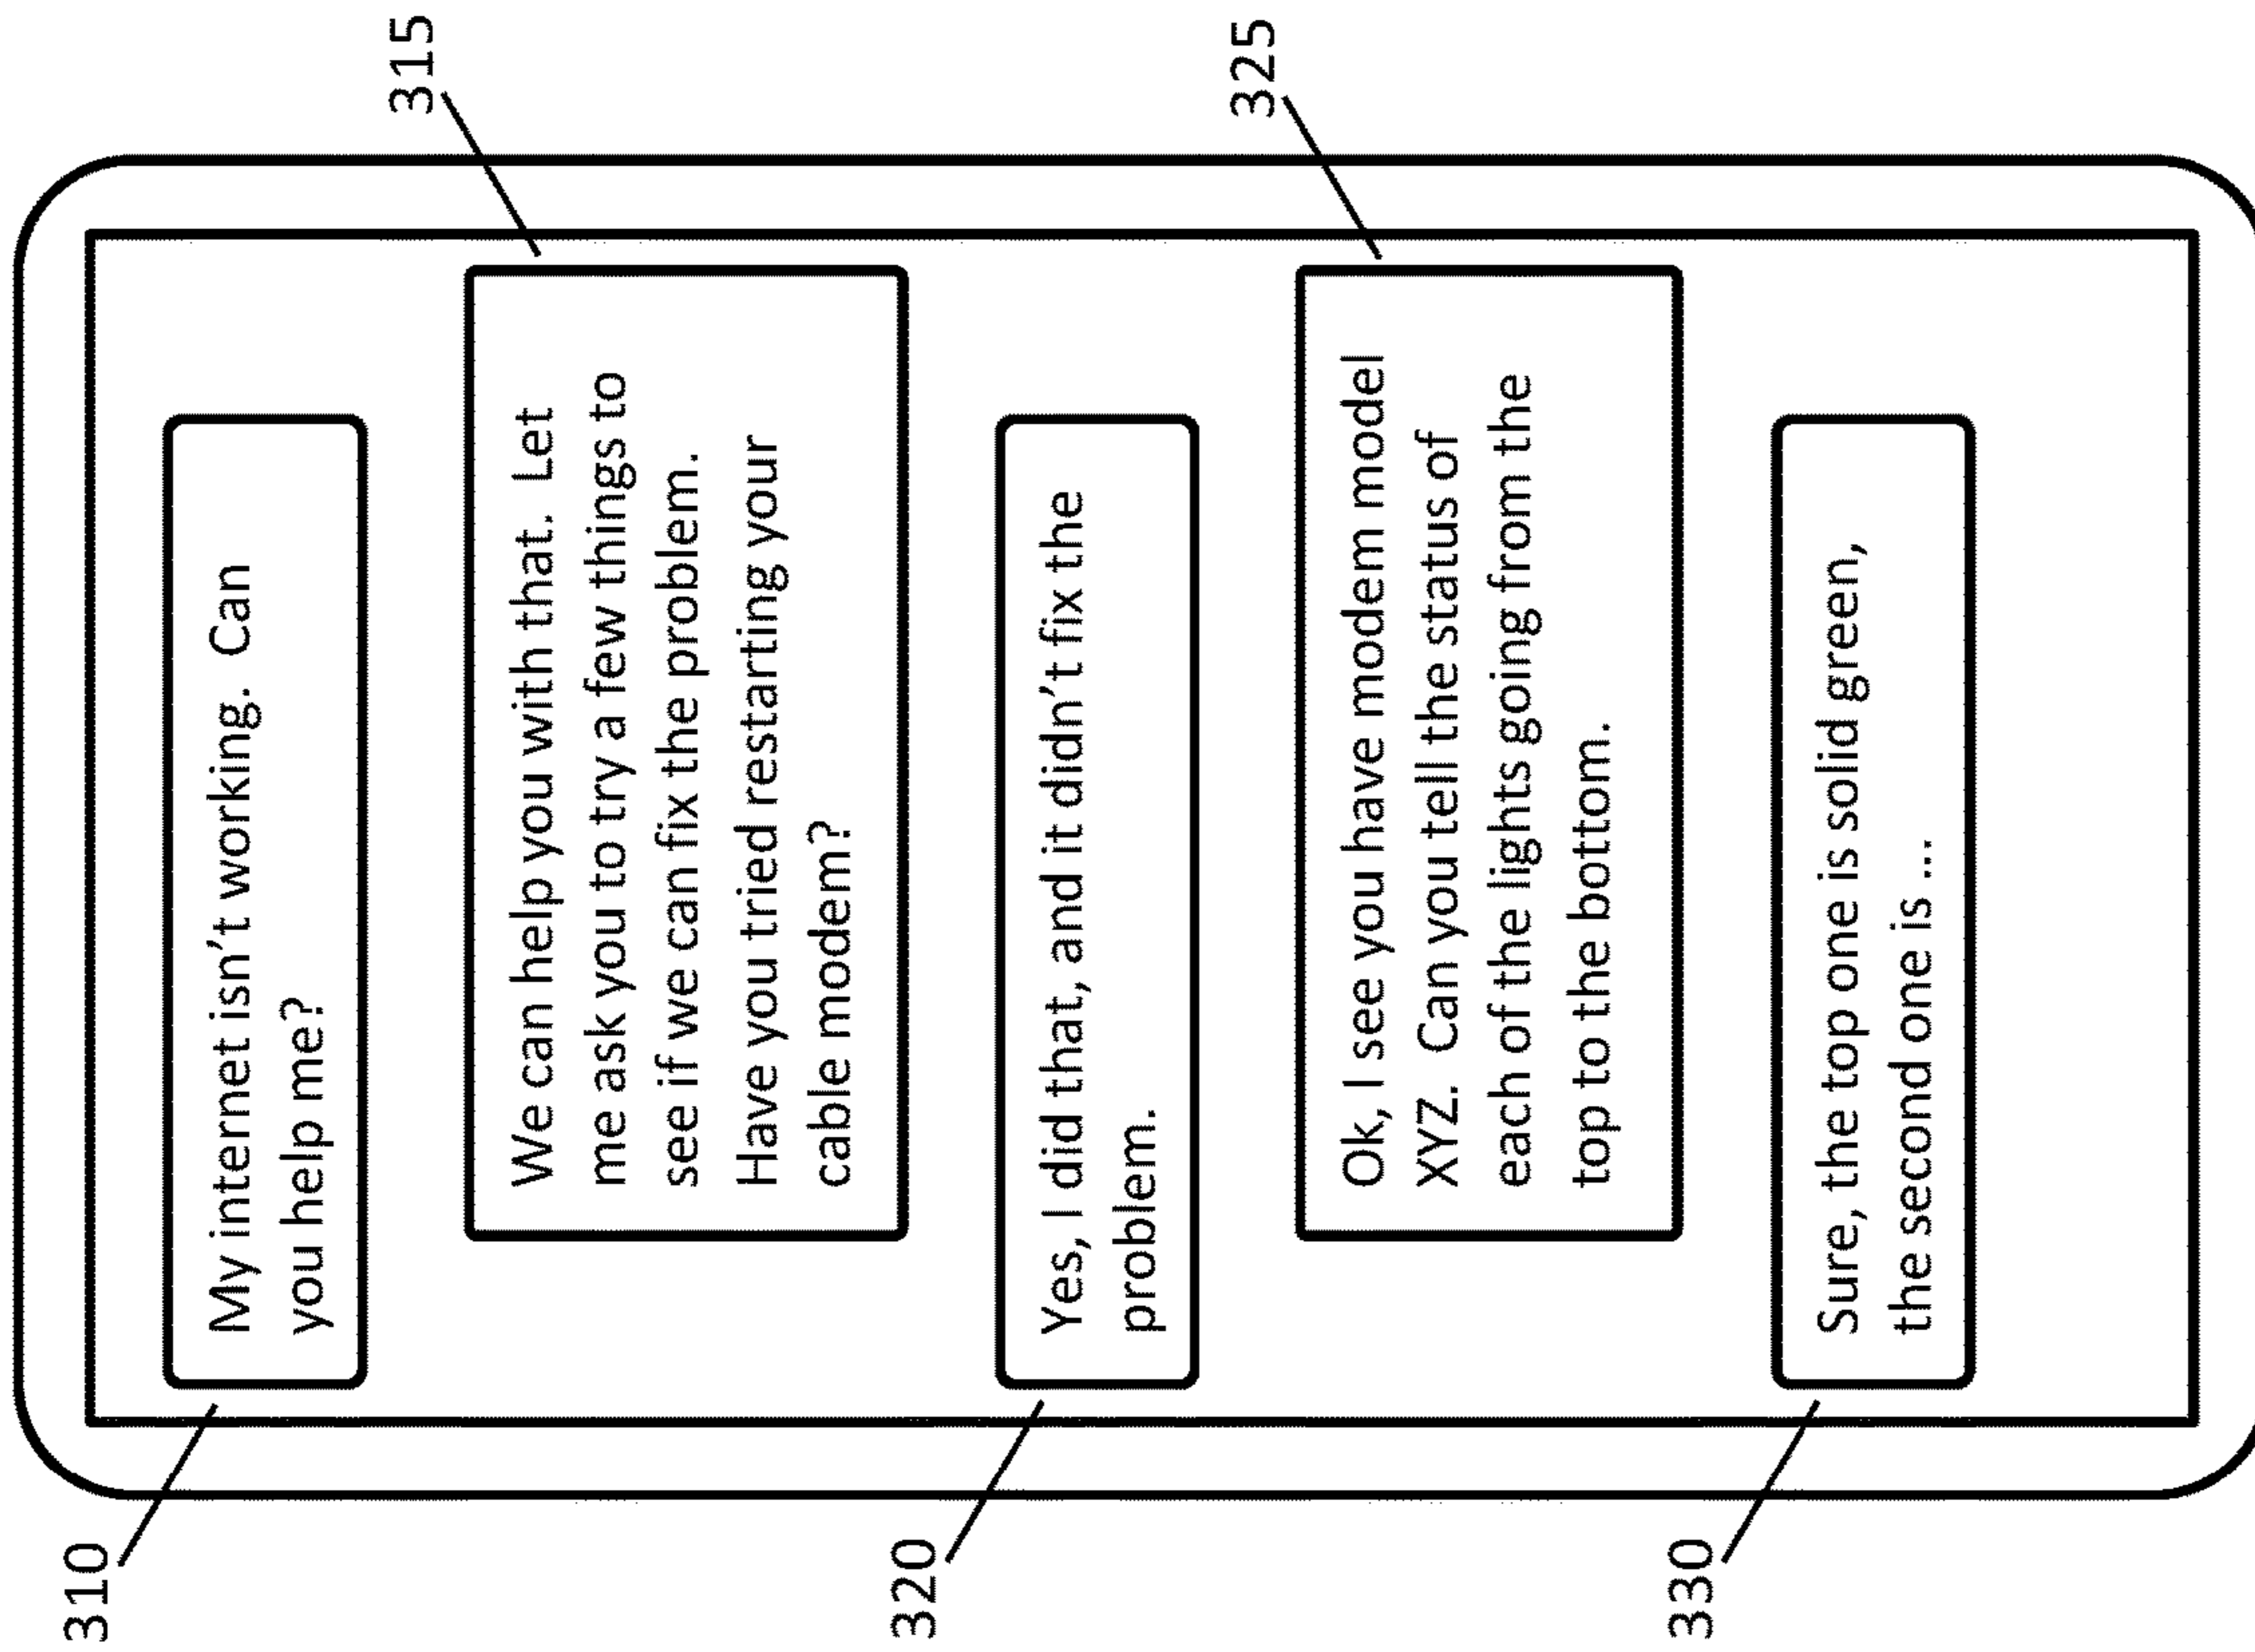 310
My internet isn't working.  Can
you help me?
315
We can help you with that.  Let
me ask you to try a few things to
see if we can fix the problem.
Have you tried restarting your
cable modem?
320
Yes, I did that, and it didn't fix the
problem.
325
Ok, I see you have modem model
XYZ.  Can you tell the status of
each of the lights going from the
top to the bottom.
330
Sure, the top one is solid green,
the second one is ...